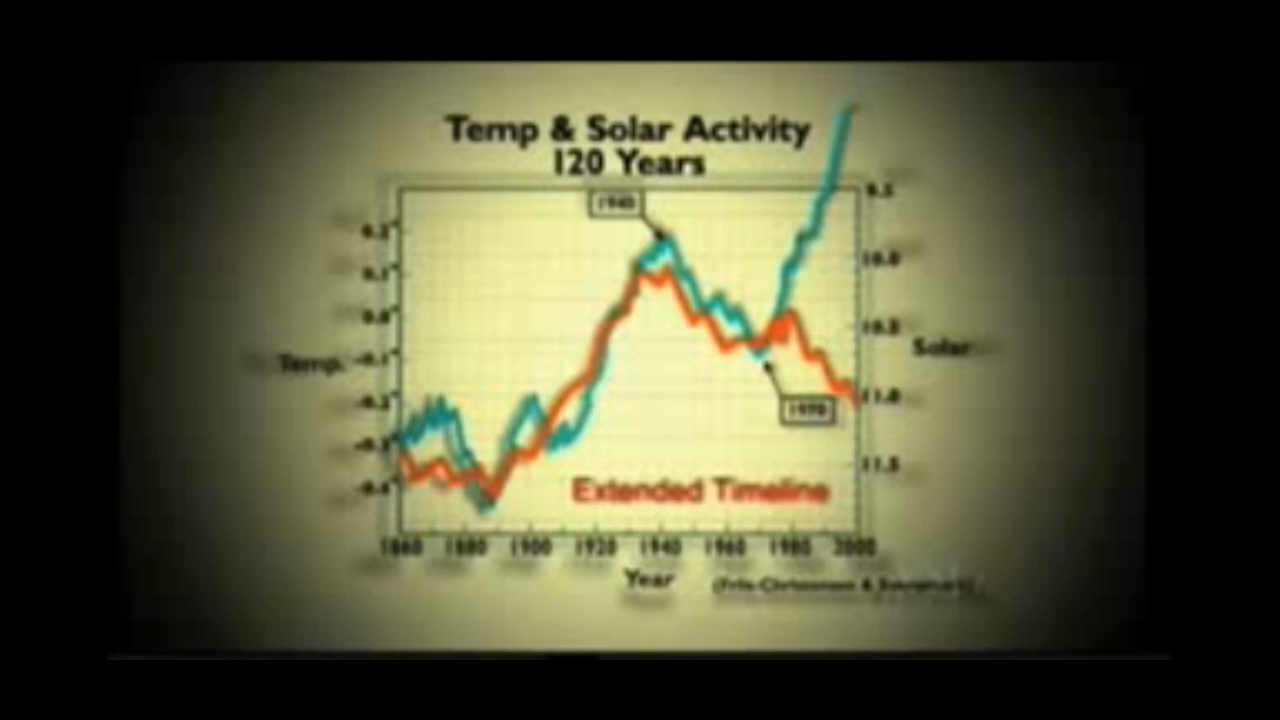 Temp & Solar Activity
120 Years
1940
9.5
0.2
10.0
0.1
0.0
10.5
Temp.
-0.1
Solar
-0.2
11.0
1970
-0.3
11.5
-0.4
Extended Timeline
1860 1880 1900 1920 1940 1960 1980 2000
Year